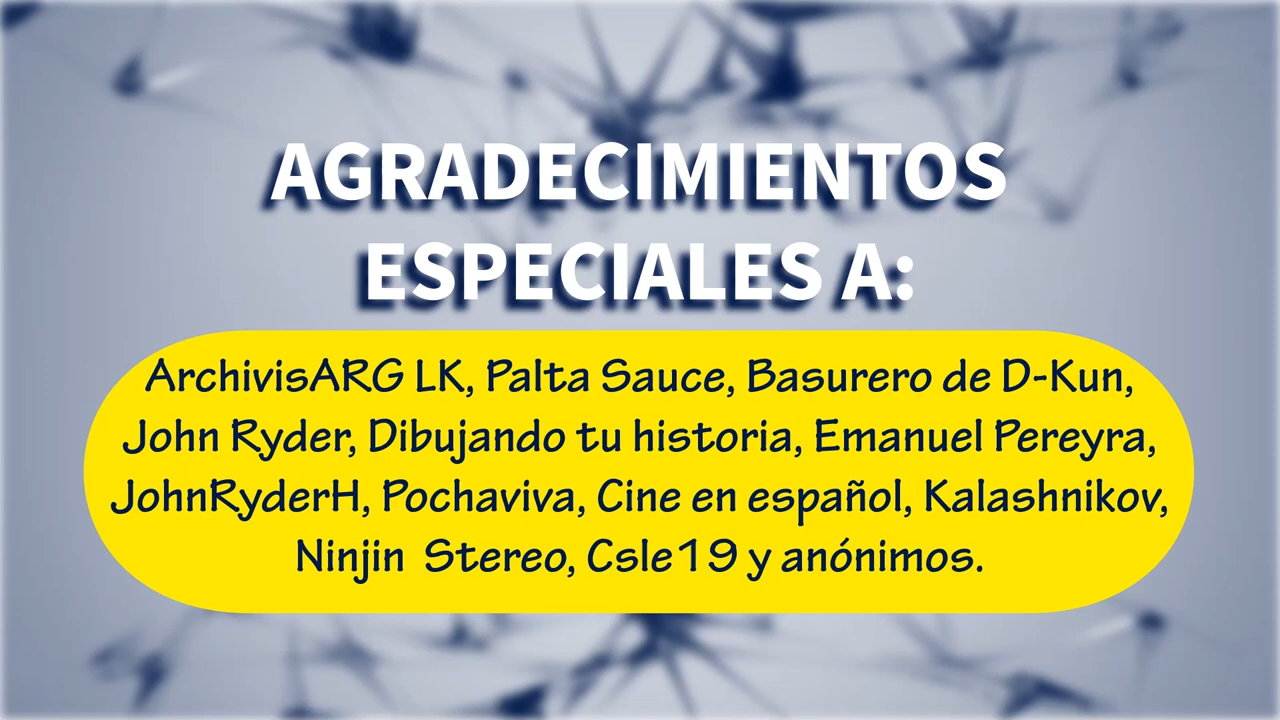 AGRADECIMIENTOS
ESPECIALES A:
ArchivisARG LK, Palta Sauce, Basurero de D-Kun,
John Ryder, Dibujando tu historia, Emanuel Pereyra,
JohnRyderH, Pochaviva, Cine en español, Kalashnikov,
Ninjin Stereo, Csle19 y anónimos.